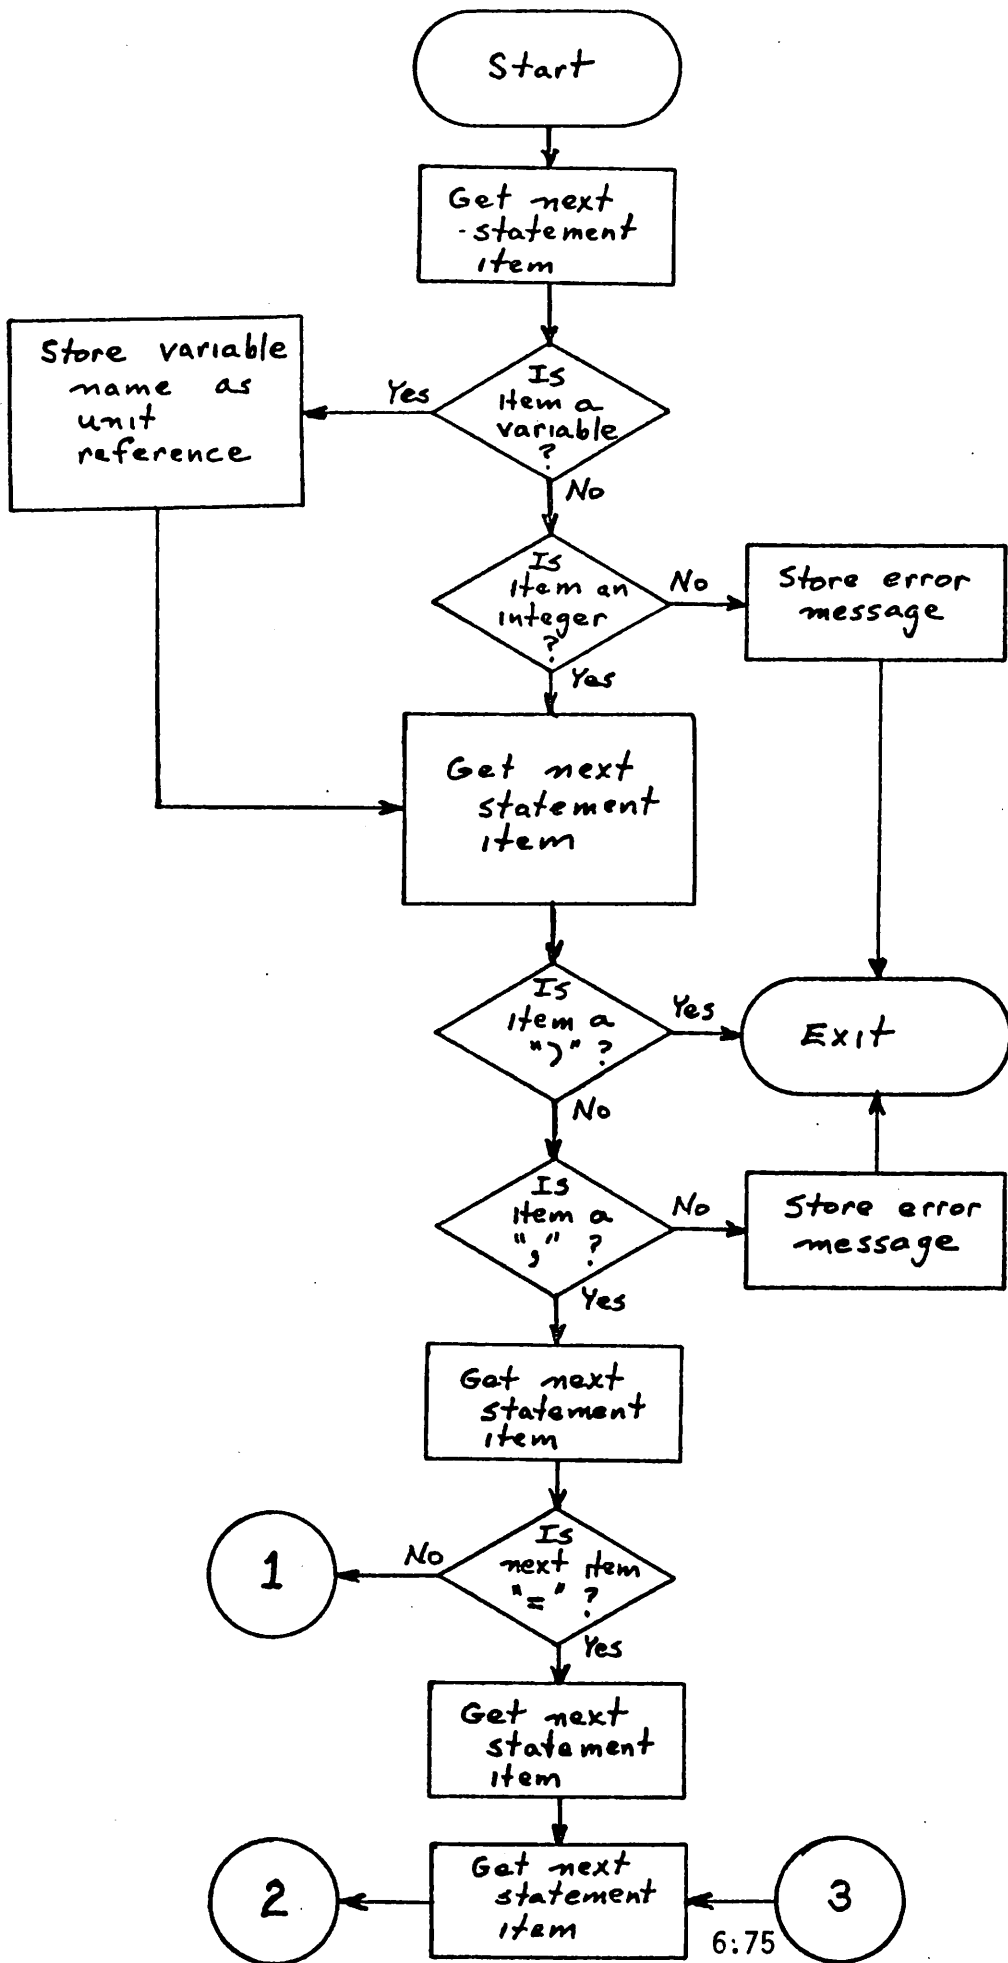 Start
Get next
statement
item
Store variable
name as
unit
reference
Yes
Is
item a
variable
?
No
Is
item an
integer
?
No
Store error
message
Yes
Get next
statement
item
Is
item a
")" ?
Yes
Exit
No
Is
item a
"," ?
No
Store error
message
Yes
Get next
statement
item
1
No
Is
next item
"=" ?
Yes
Get next
statement
item
2
Get next
statement
item
3
6:75